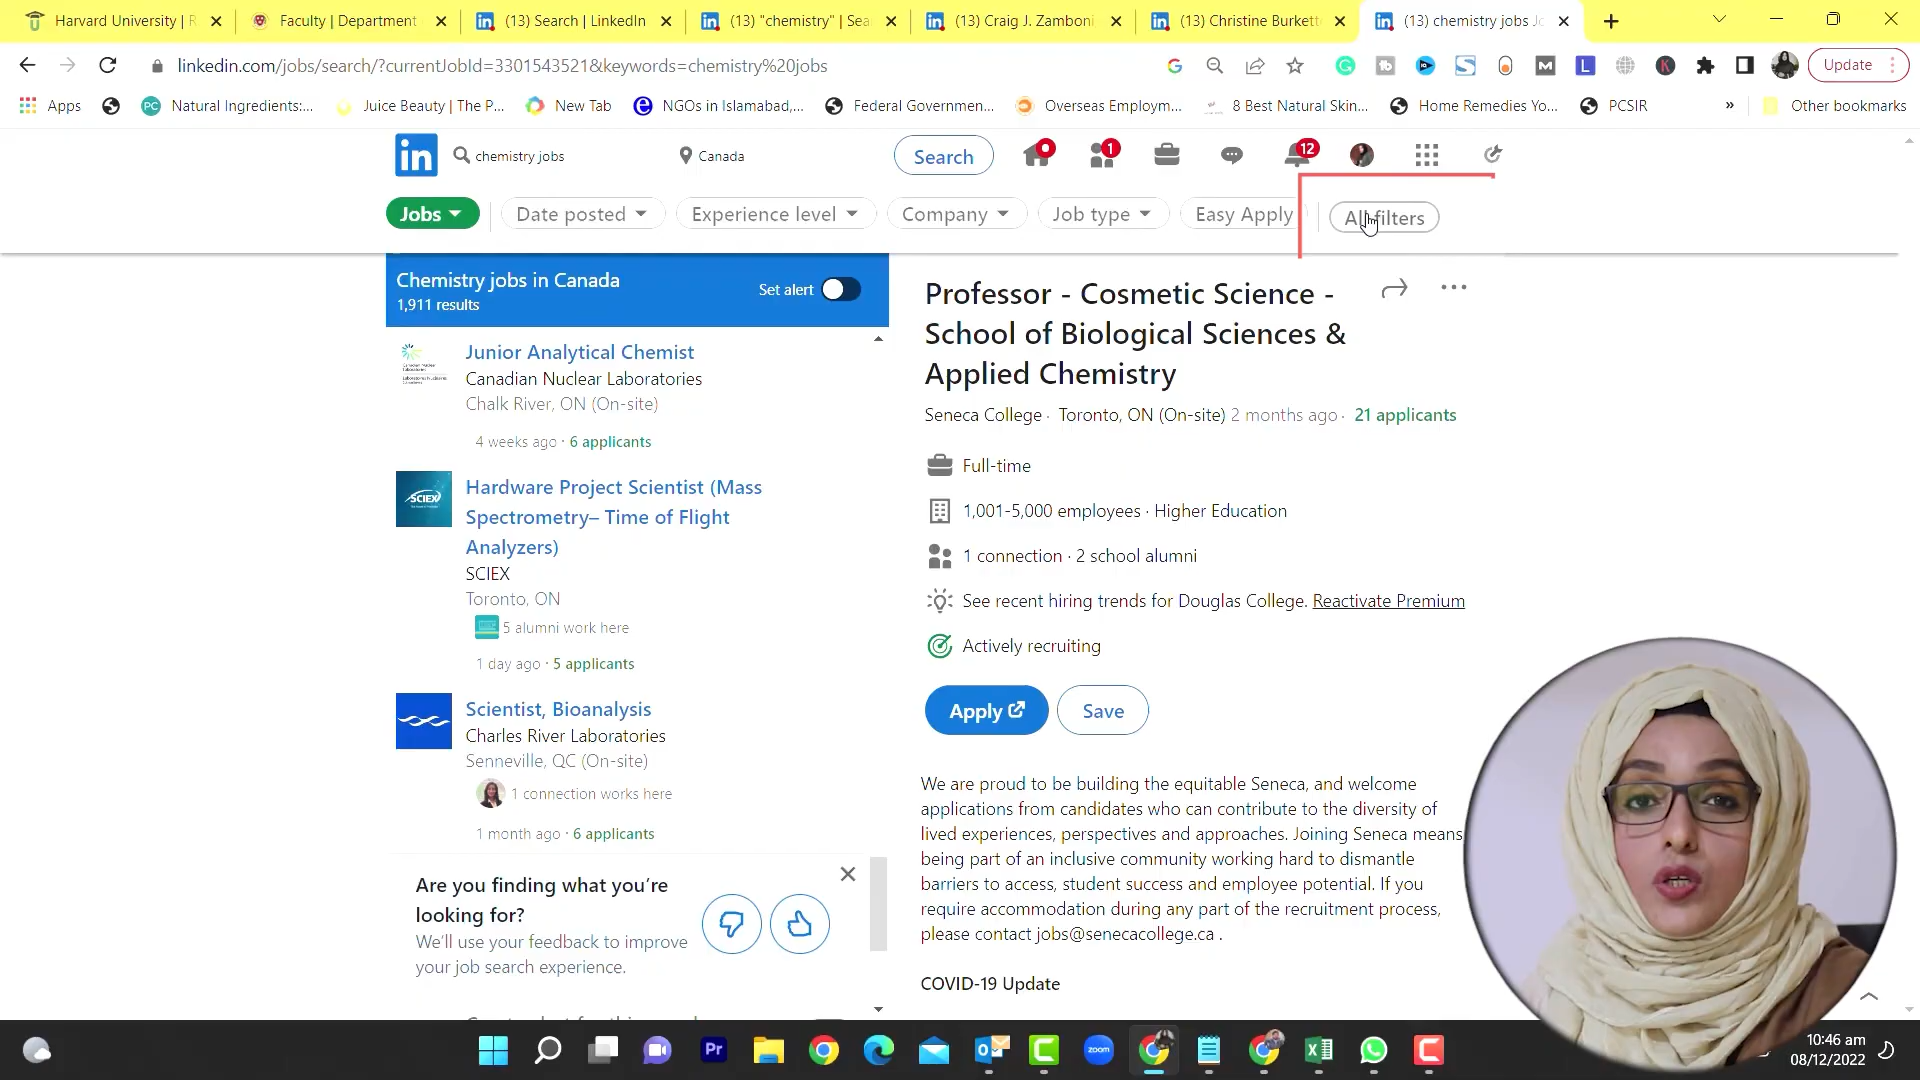 Harvard University | R
Faculty | Department
(13) Search | LinkedIn
(13) "chemistry" | Sea
(13) Craig J. Zamboni
(13) Christine Burkett
(13) chemistry jobs Jo
linkedin.com/jobs/search/?currentJobId=3301543521&keywords=chemistry%20jobs
Update
Apps
Natural Ingredients:...
Juice Beauty | The P...
New Tab
NGOs in Islamabad,...
Federal Governmen...
Overseas Employm...
8 Best Natural Skin...
Home Remedies Yo...
PCSIR
»
Other bookmarks
in
chemistry jobs
Canada
Search
1
12
Jobs
Date posted
Experience level
Company
Job type
Easy Apply
All filters
Chemistry jobs in Canada
1,911 results
Set alert
Junior Analytical Chemist
Canadian Nuclear Laboratories
Chalk River, ON (On-site)
4 weeks ago · 6 applicants
SCIEX
Hardware Project Scientist (Mass
Spectrometry– Time of Flight
Analyzers)
SCIEX
Toronto, ON
5 alumni work here
1 day ago · 5 applicants
Scientist, Bioanalysis
Charles River Laboratories
Senneville, QC (On-site)
1 connection works here
1 month ago · 6 applicants
Are you finding what you’re
looking for?
We’ll use your feedback to improve
your job search experience.
Professor - Cosmetic Science -
School of Biological Sciences &
Applied Chemistry
Seneca College · Toronto, ON (On-site) 2 months ago · 21 applicants
Full-time
1,001-5,000 employees · Higher Education
1 connection · 2 school alumni
See recent hiring trends for Douglas College. Reactivate Premium
Actively recruiting
Apply
Save
We are proud to be building the equitable Seneca, and welcome
applications from candidates who can contribute to the diversity of
lived experiences, perspectives and approaches. Joining Seneca means
being part of an inclusive community working hard to dismantle
barriers to access, student success and employee potential. If you
require accommodation during any part of the recruitment process,
please contact jobs@senecacollege.ca .
COVID-19 Update
Pr
zoom
10:46 am
08/12/2022